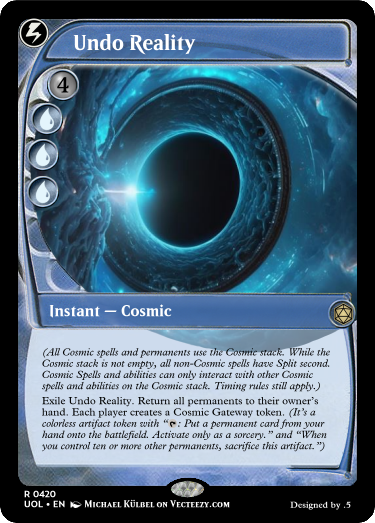 Undo Reality
4
Instant — Cosmic
(All Cosmic spells and permanents use the Cosmic stack. While the
Cosmic stack is not empty, all non-Cosmic spells have Split second.
Cosmic Spells and abilities can only interact with other Cosmic
spells and abilities on the Cosmic stack. Timing rules still apply.)
Exile Undo Reality. Return all permanents to their owner's
hand. Each player creates a Cosmic Gateway token. (It's a
colorless artifact token with “: Put a permanent card from your
hand onto the battlefield. Activate only as a sorcery.” and “When
you control ten or more other permanents, sacrifice this artifact.”)
R 0420
UOL • EN Michael Külbel on Vecteezy.com
Designed by .5